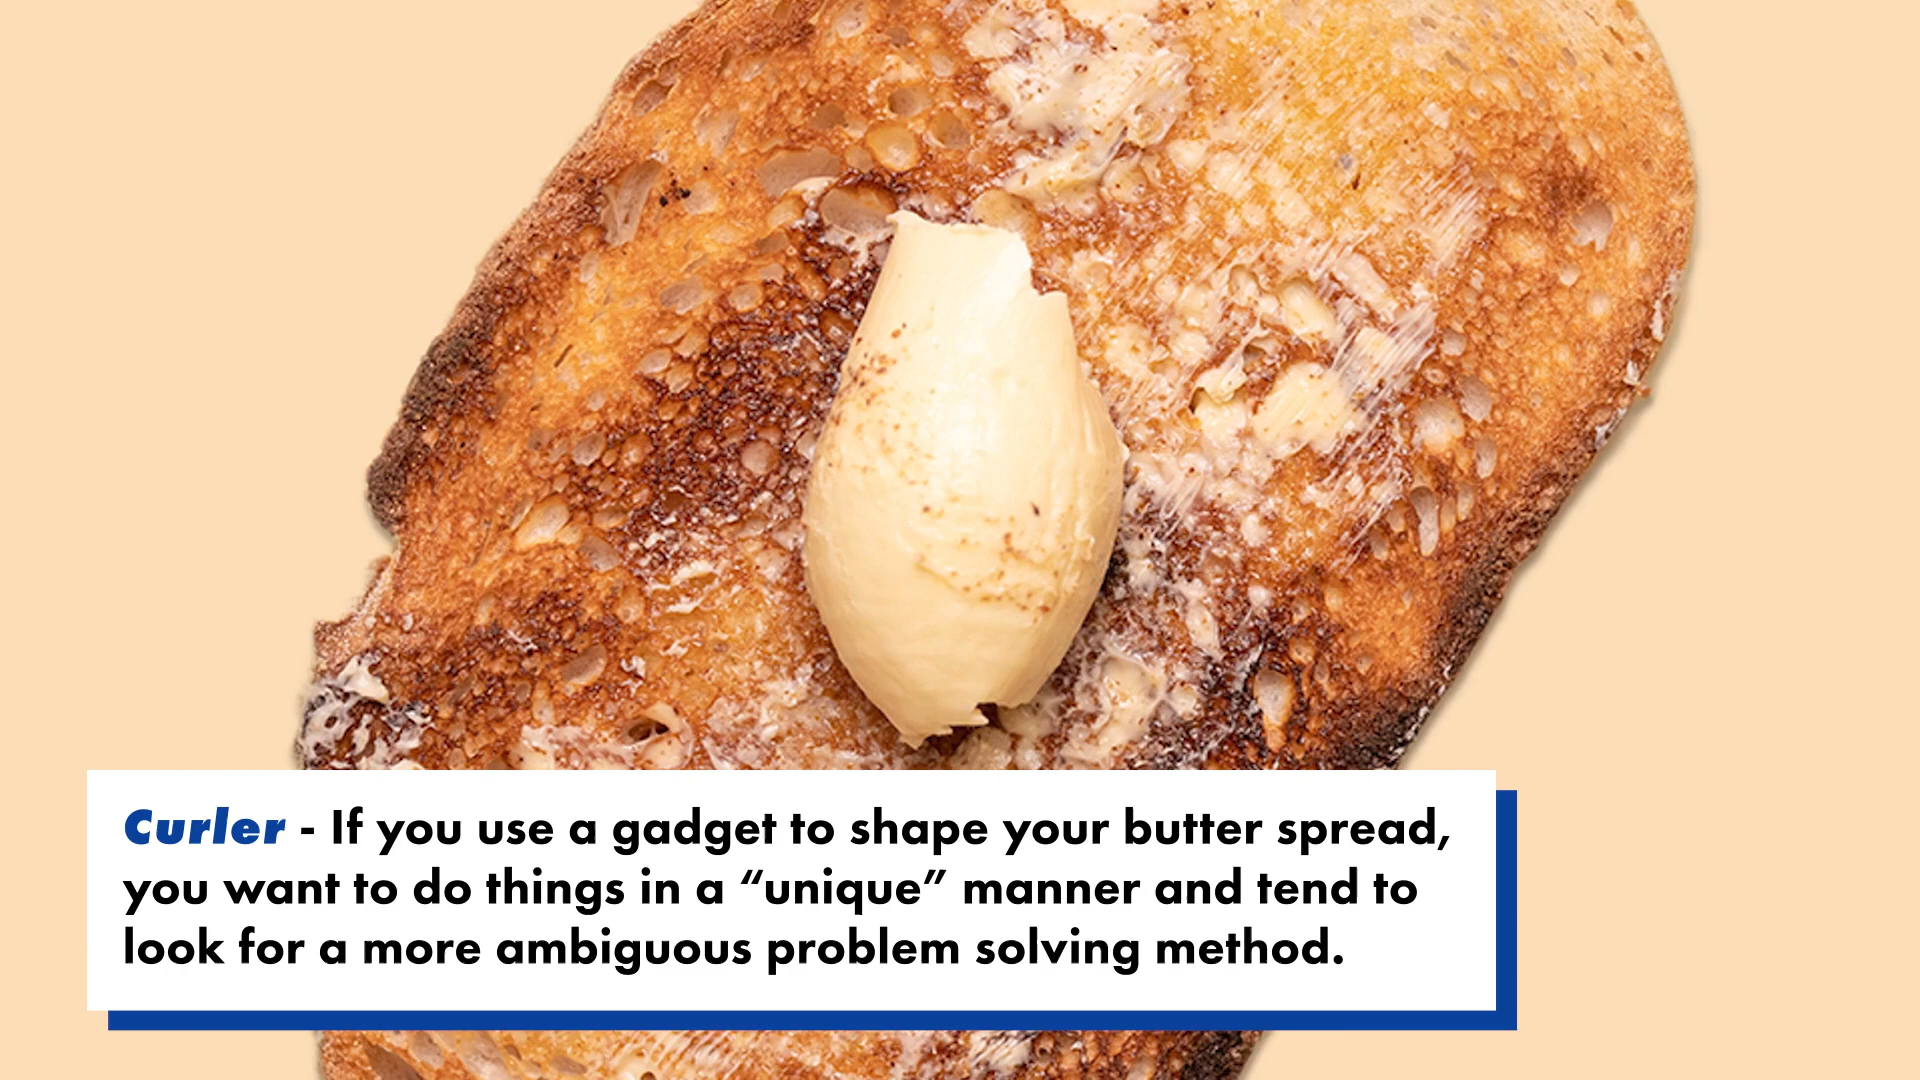 Curler - If you use a gadget to shape your butter spread,
you want to do things in a “unique” manner and tend to
look for a more ambiguous problem solving method.